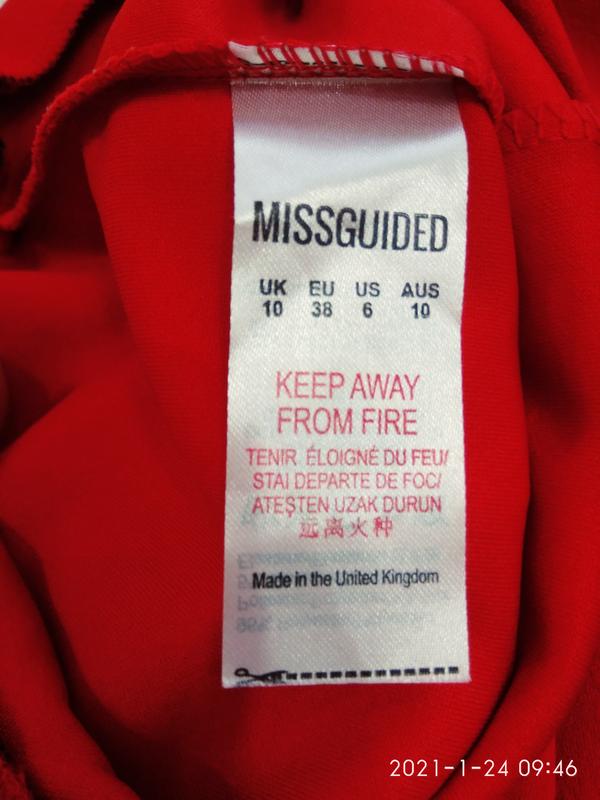 MISSGUIDED
UK EU US AUS
10 38 6 10
KEEP AWAY
FROM FIRE
TENIR ÉLOIGNÉ DU FEU/
STAI DEPARTE DE FOC/
ATEŞTEN UZAK DURUN
远离火种
Made in the United Kingdom
2021-1-24 09:46